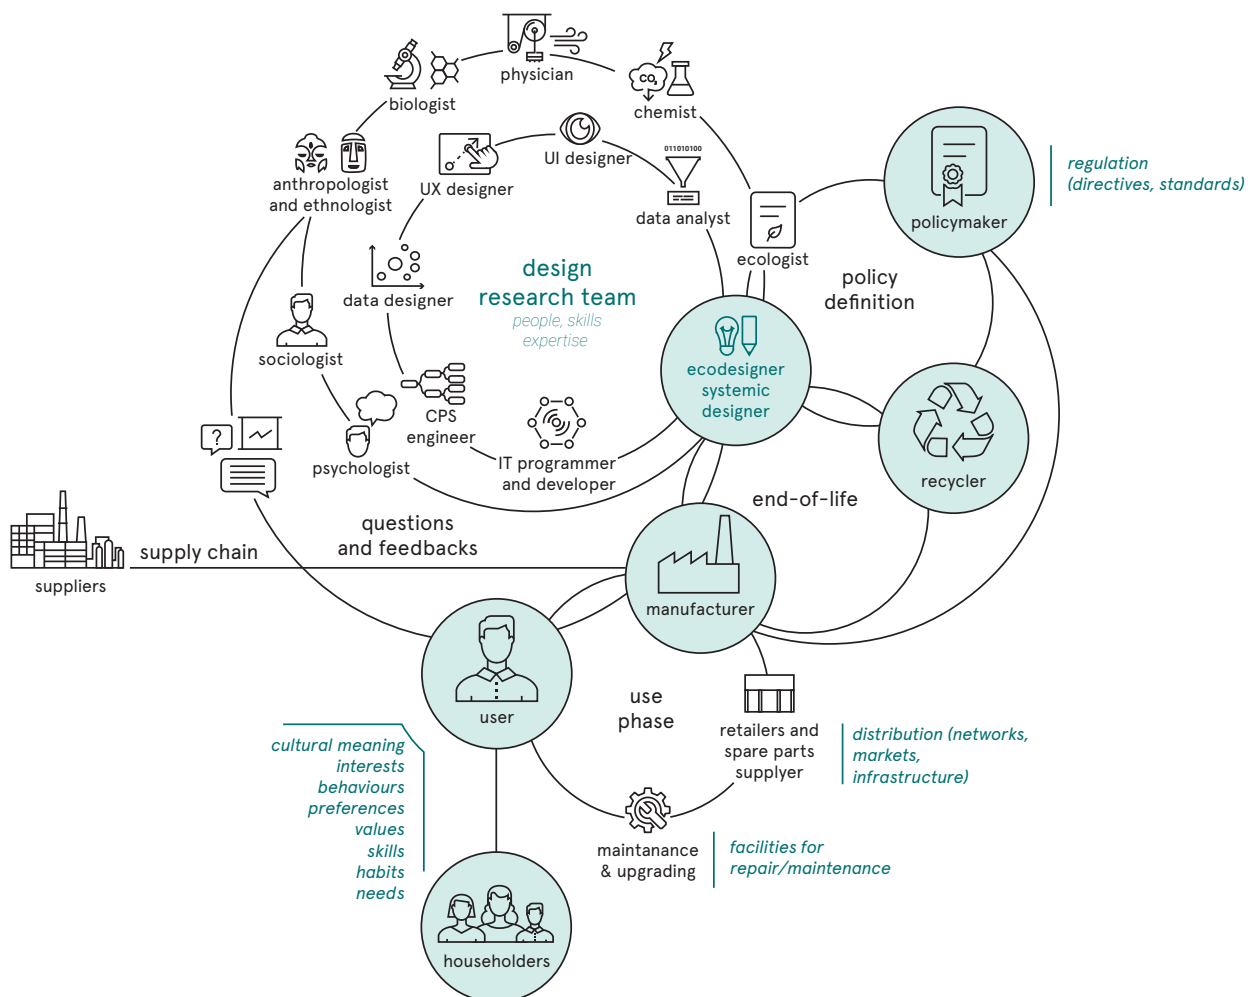 physician
biologist
CO₂
chemist
UI designer
011010100
anthropologist
and ethnologist
UX designer
data analyst
regulation
(directives, standards)
policymaker
ecologist
design
research team
people, skills
expertise
data designer
policy
definition
sociologist
ecodesigner
systemic
designer
CPS
engineer
?
psychologist
IT programmer
and developer
recycler
end-of-life
questions
and feedbacks
supply chain
suppliers
manufacturer
user
use
phase
retailers and
spare parts
supplyer
distribution (networks,
markets,
infrastructure)
cultural meaning
interests
behaviours
preferences
values
skills
habits
needs
maintanance
& upgrading
facilities for
repair/maintenance
householders